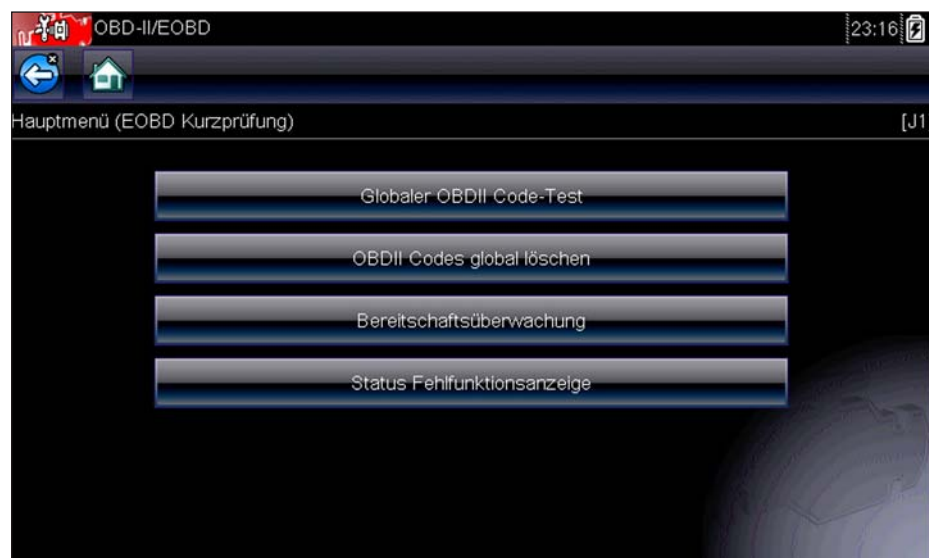 OBD-II/EOBD 23:16
Hauptmenü (EOBD Kurzprüfung) [J1
Globaler OBDII Code-Test
OBDII Codes global löschen
Bereitschaftsüberwachung
Status Fehlfunktionsanzeige